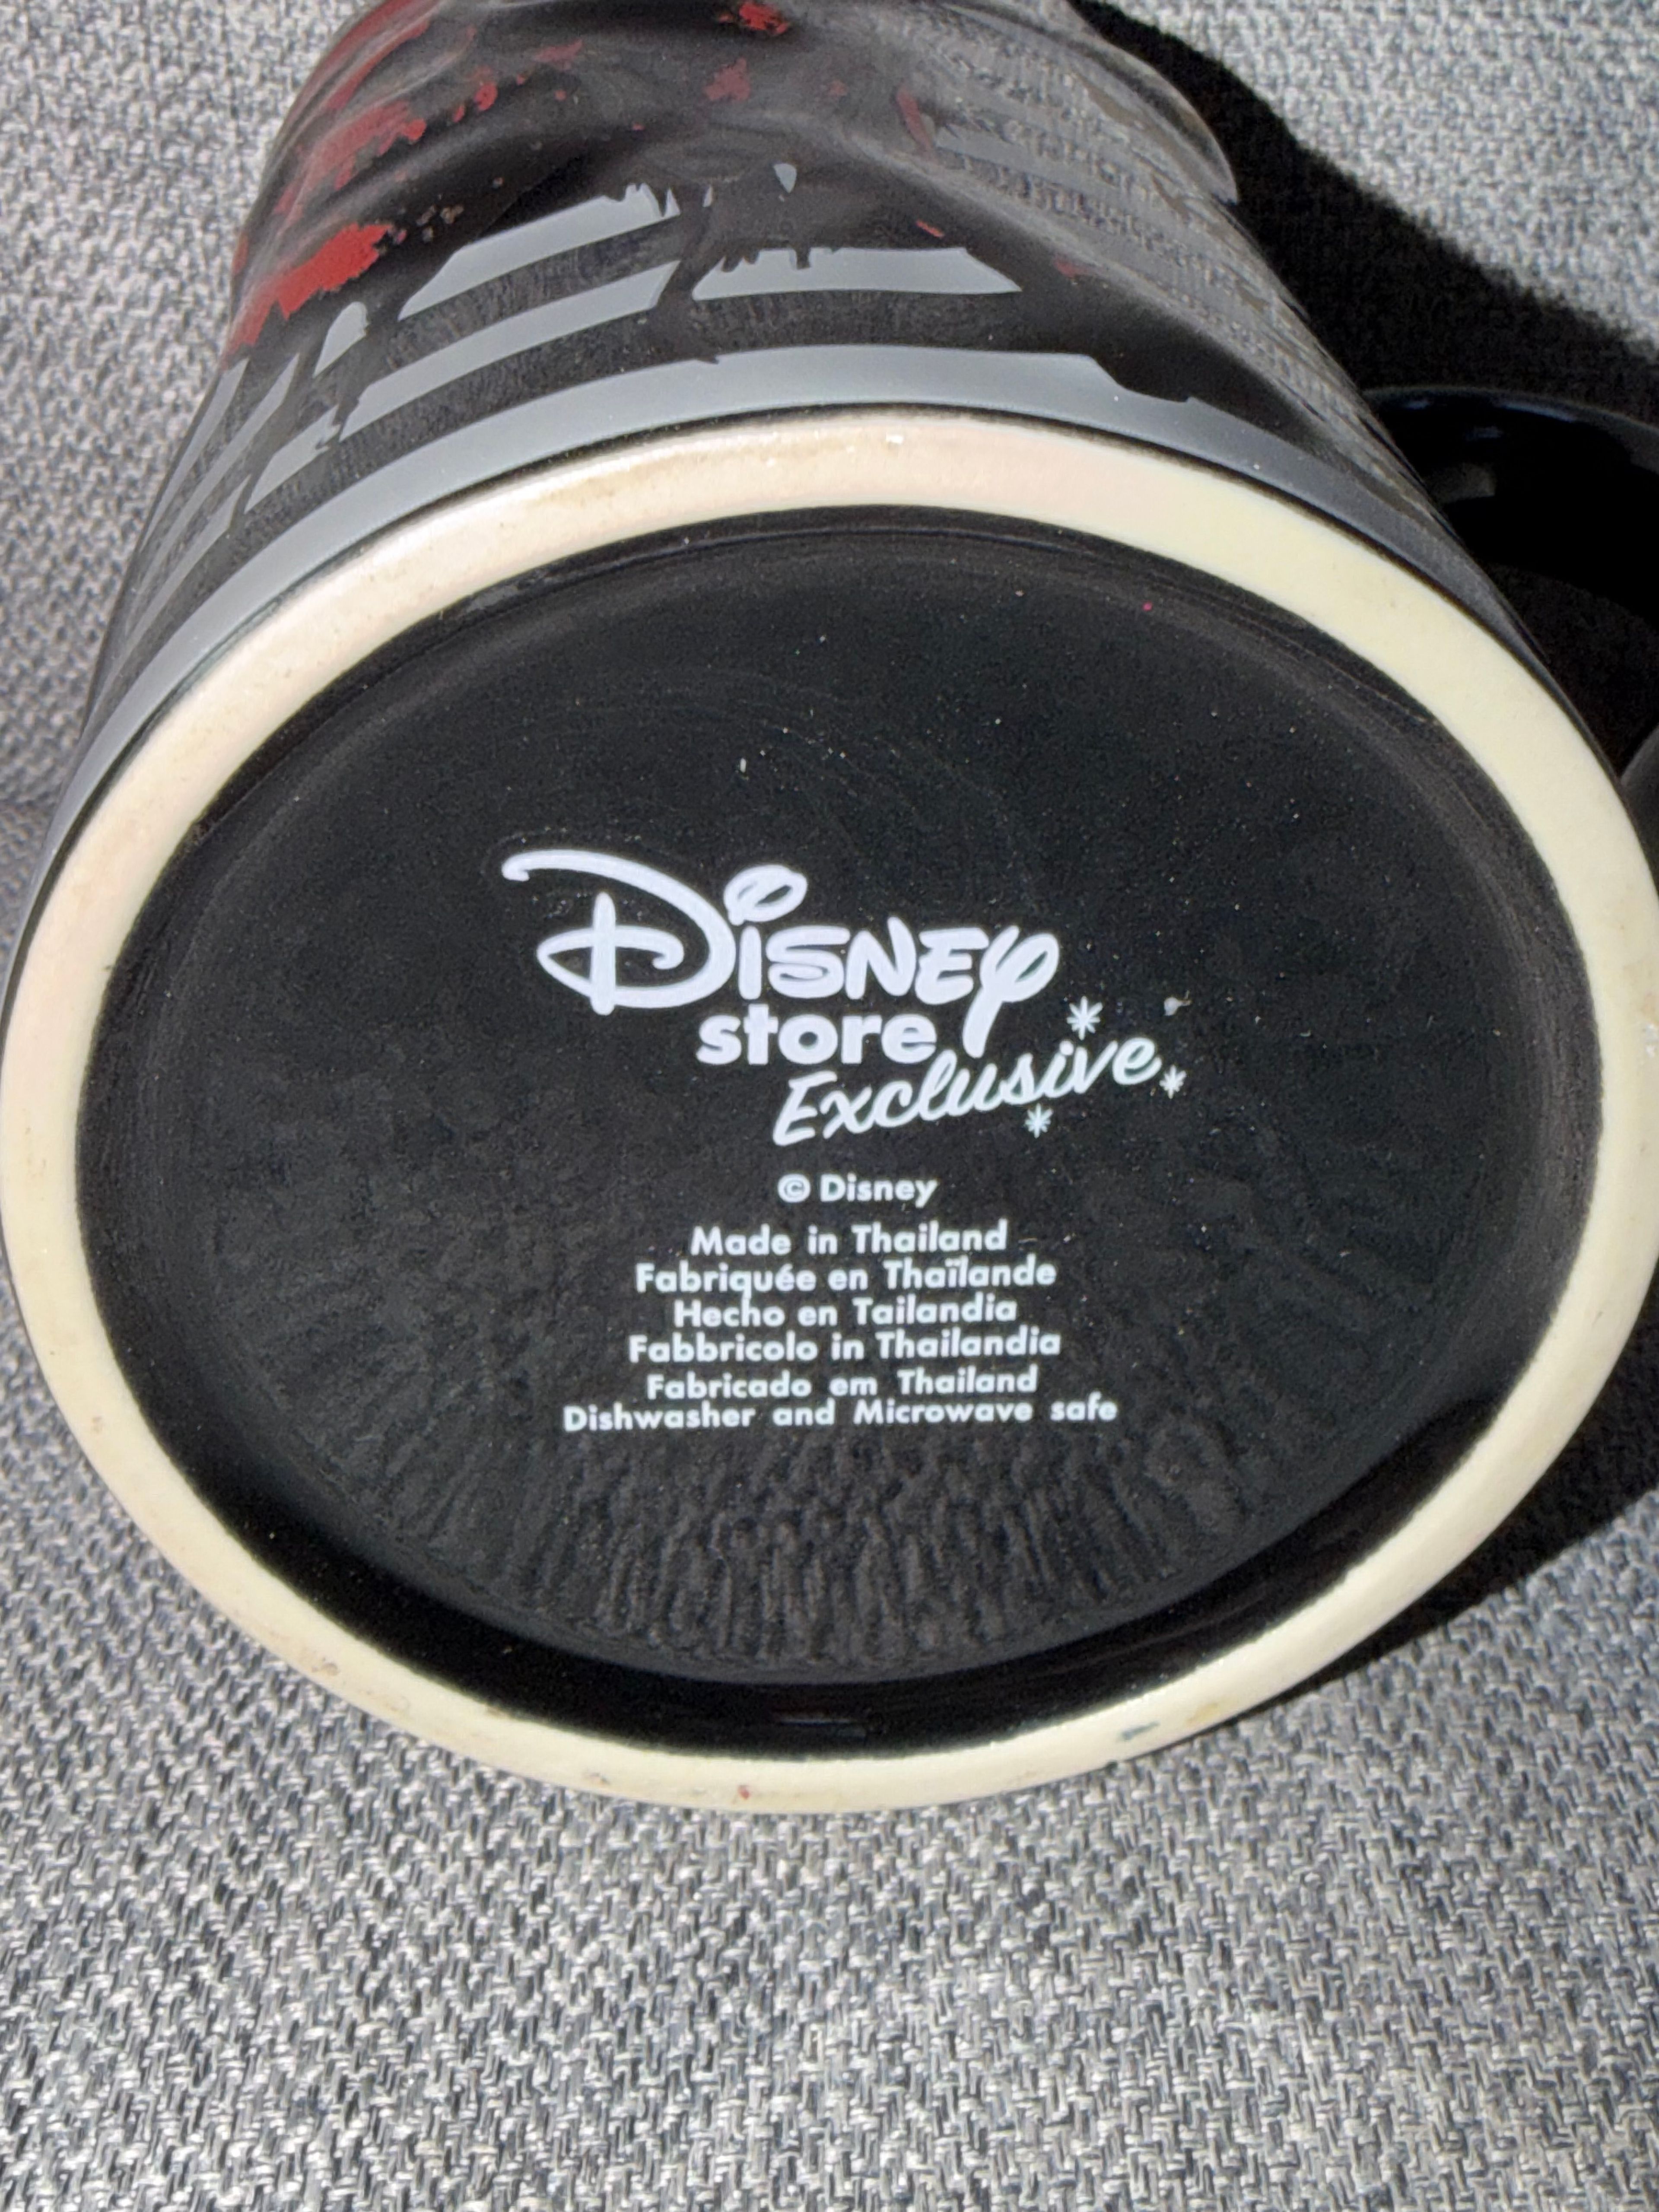 Disney
store
Exclusive
© Disney
Made in Thailand
Fabriquée en Thaïlande
Hecho en Tailandia
Fabbricolo in Thailandia
Fabricado em Thailand
Dishwasher and Microwave safe